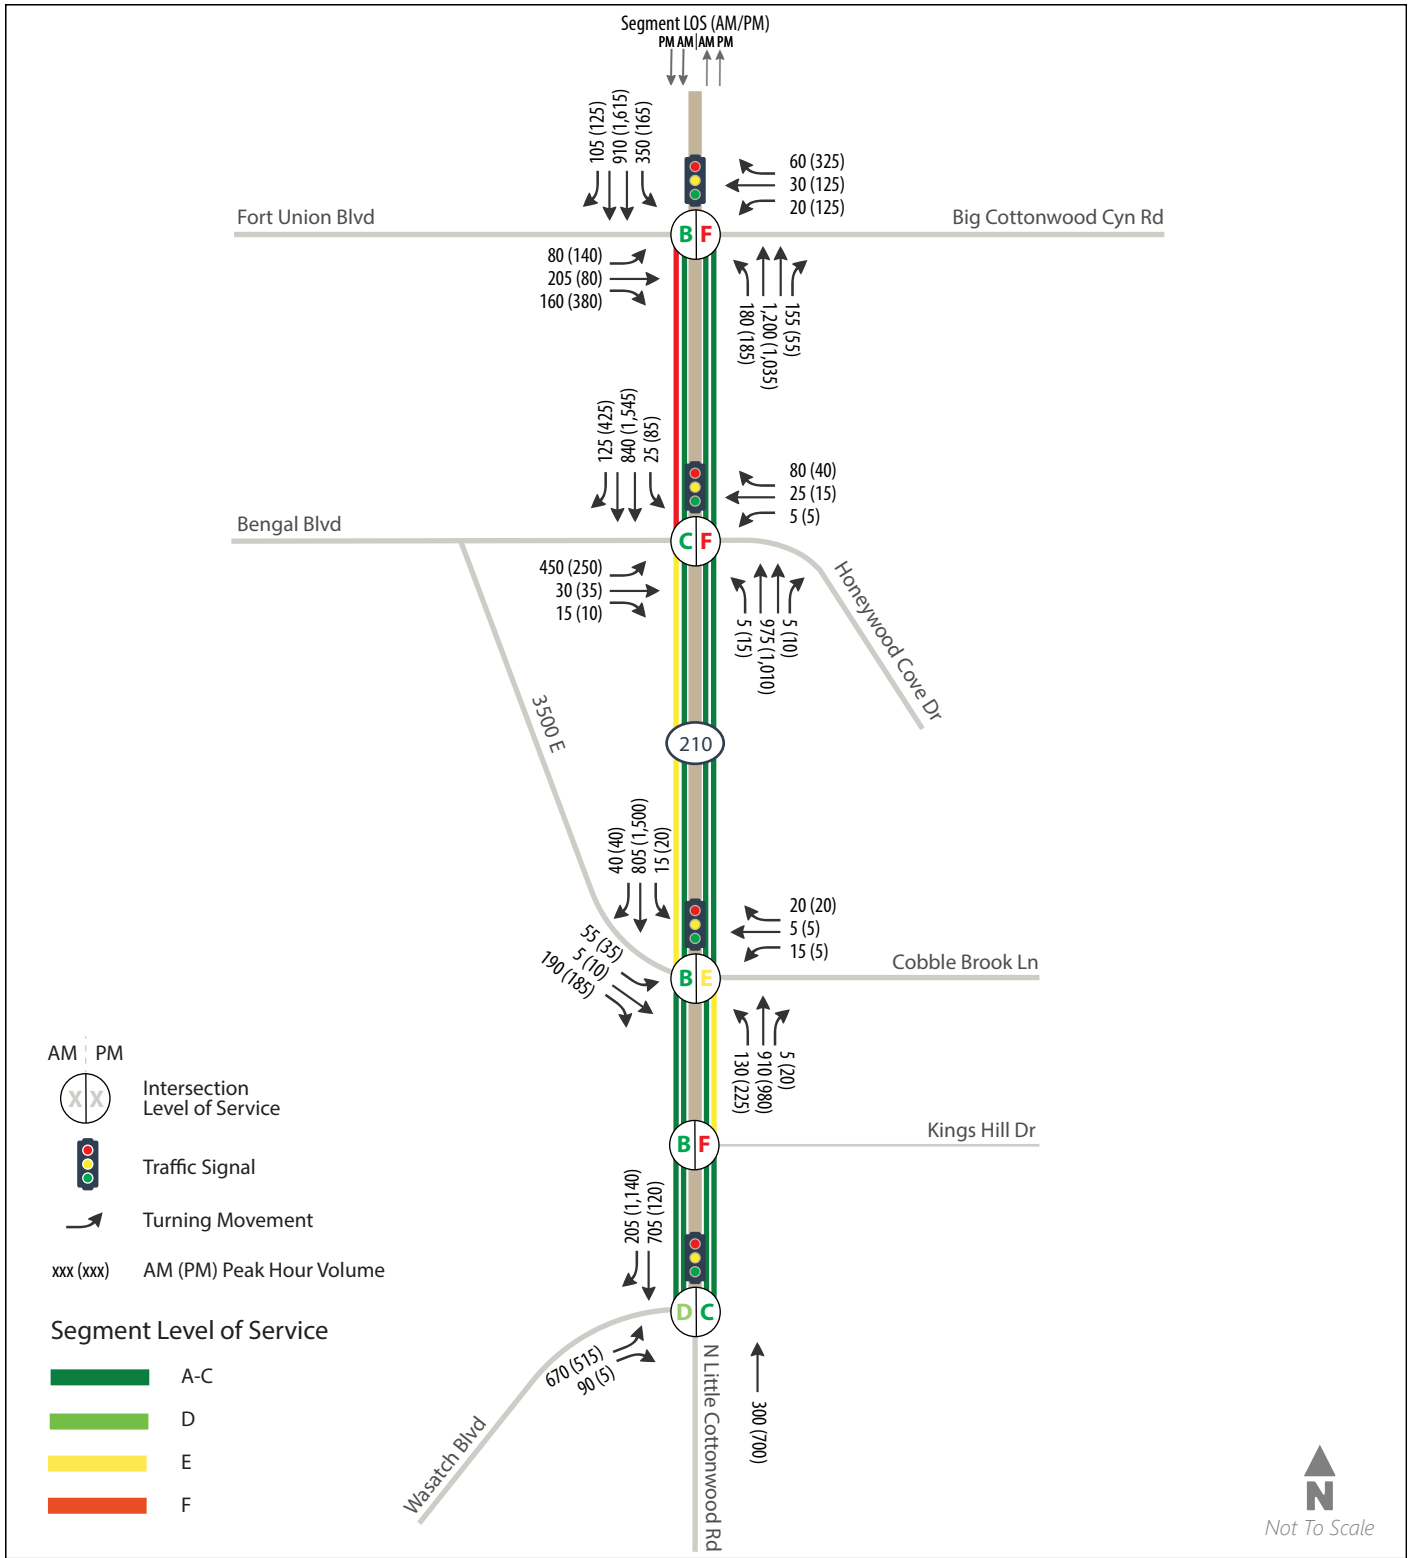 Segment LOS (AM/PM)
PM AM AM PM
105 (125)
910 (1,615)
350 (165)
60 (325)
30 (125)
20 (125)
Fort Union Blvd
Big Cottonwood Cyn Rd
B F
80 (140)
205 (80)
160 (380)
180 (185)
1,200 (1,035)
155 (55)
125 (425)
840 (1,545)
25 (85)
80 (40)
25 (15)
5 (5)
Bengal Blvd
C F
450 (250)
30 (35)
15 (10)
5 (15)
975 (1,010)
5 (10)
Honeywood Cove Dr
3500 E
210
40 (40)
805 (1,500)
15 (20)
20 (20)
5 (5)
15 (5)
55 (35)
5 (10)
190 (185)
Cobble Brook Ln
B E
130 (225)
910 (980)
5 (20)
Kings Hill Dr
B F
205 (1,140)
705 (120)
D C
670 (515)
90 (5)
300 (700)
Wasatch Blvd
N Little Cottonwood Rd
AM PM
X X
Intersection
Level of Service
Traffic Signal
Turning Movement
xxx (xxx) AM (PM) Peak Hour Volume
Segment Level of Service
A-C
D
E
F
N
Not To Scale